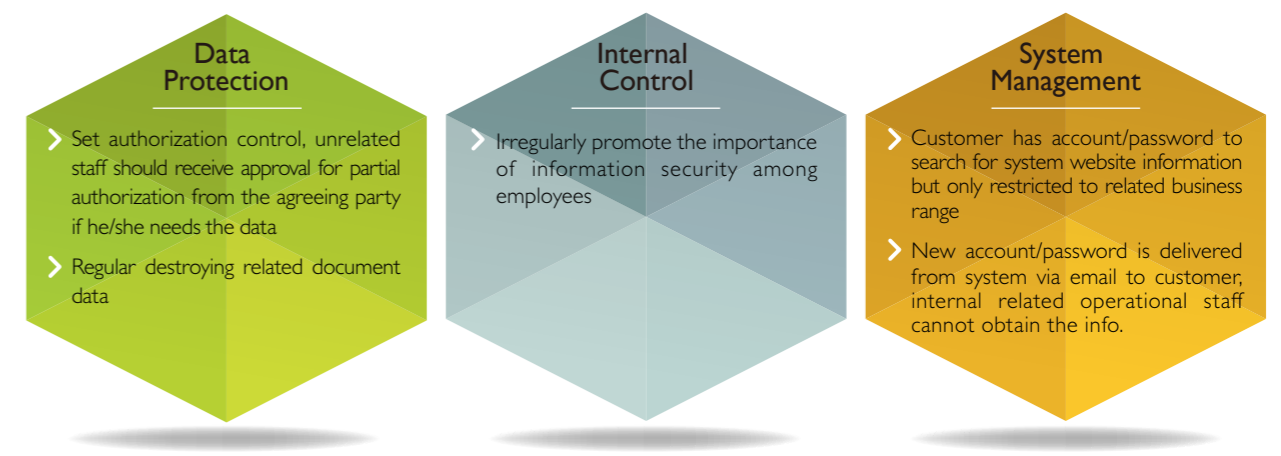 Data
Protection
Set authorization control, unrelated
staff should receive approval for partial
authorization from the agreeing party
if he/she needs the data
Regular destroying related document
data
Internal
Control
Irregularly promote the importance
of information security among
employees
System
Management
Customer has account/password to
search for system website information
but only restricted to related business
range
New account/password is delivered
from system via email to customer,
internal related operational staff
cannot obtain the info.